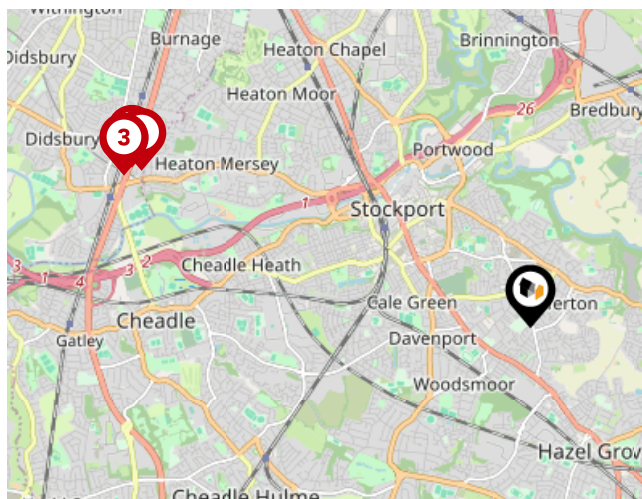 Withington
Burnage
Heaton Chapel
Brinnington
Didsbury
Heaton Moor
26
Bredbury
3
Didsbury
Portwood
Heaton Mersey
1
Stockport
3
2
Cheadle Heath
1
4
3
Cale Green
erton
Cheadle
Gatley
Davenport
Woodsmoor
Hazel Grov
Cheadle Hulme